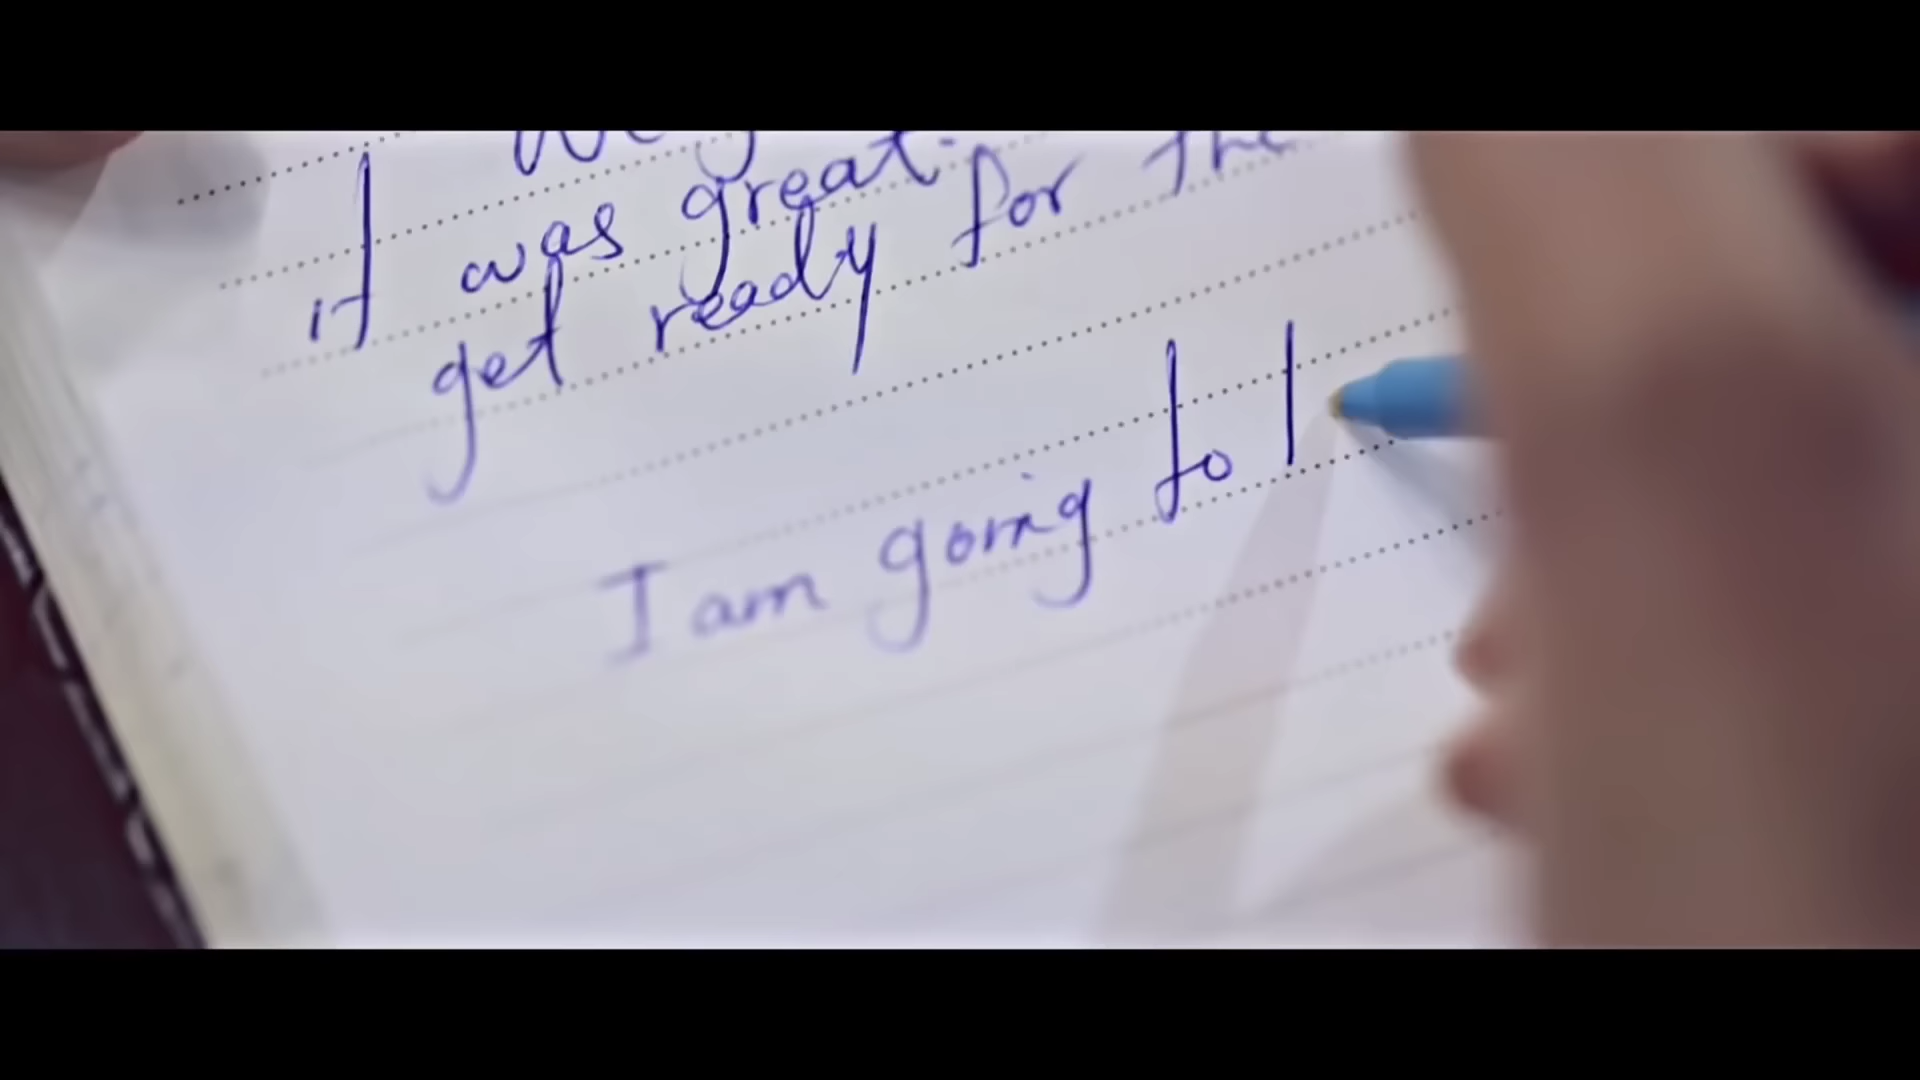 it was great.
get ready for the
I am going to